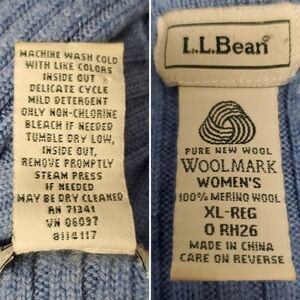 MACHINE WASH COLD
WITH LIKE COLORS
INSIDE OUT
DELICATE CYCLE
MILD DETERGENT
ONLY NON-CHLORINE
BLEACH IF NEEDED
TUMBLE DRY LOW,
INSIDE OUT,
REMOVE PROMPTLY
STEAM PRESS
IF NEEDED
MAY BE DRY CLEANED
RN 71341
VN 06097
8114117
L.L.Bean®
PURE NEW WOOL
WOOLMARK
WOMEN'S
100% MERINO WOOL
XL-REG
0 RH26
MADE IN CHINA
CARE ON REVERSE